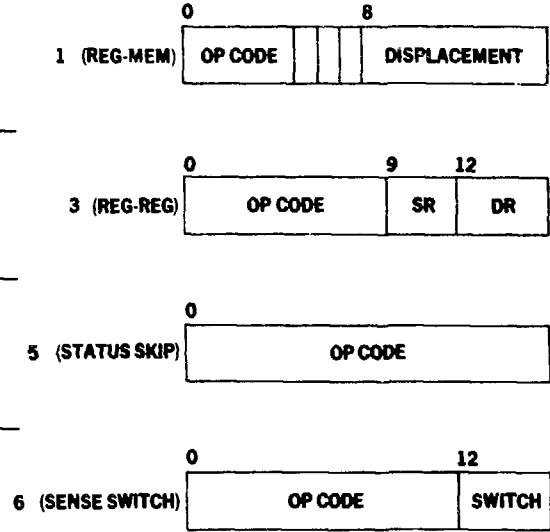 0 8
1 (REG-MEM) OP CODE DISPLACEMENT
0 9 12
3 (REG-REG) OP CODE SR DR
0
5 (STATUS SKIP) OP CODE
0 12
6 (SENSE SWITCH) OP CODE SWITCH